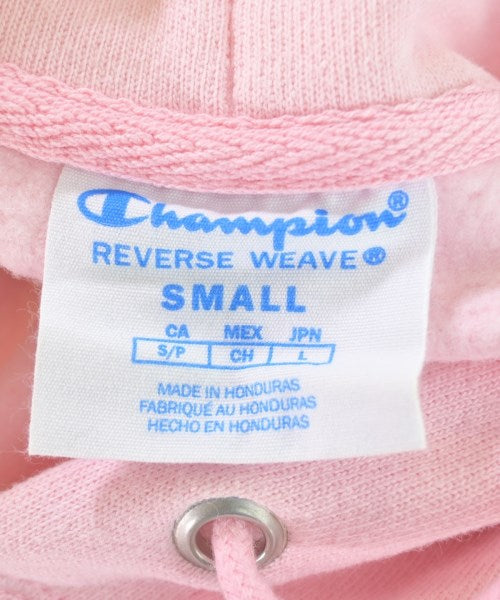 Champion®
REVERSE WEAVE®
SMALL
CA MEX JPN
S/P CH L
MADE IN HONDURAS
FABRIQUÉ AU HONDURAS
HECHO EN HONDURAS